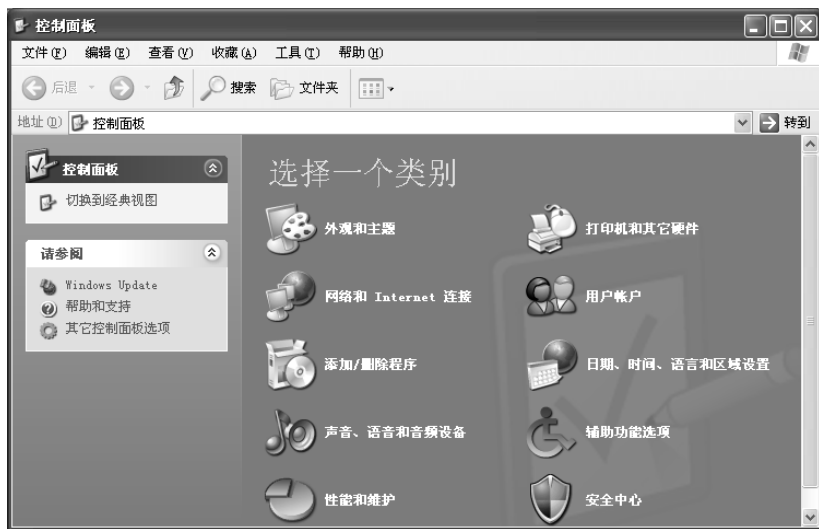 控制面板
文件(F) 编辑(E) 查看(V) 收藏(A) 工具(T) 帮助(H)
后退 搜索 文件夹
地址(D) 控制面板 转到
控制面板
切换到经典视图
请参阅
Windows Update
帮助和支持
其它控制面板选项
选择一个类别
外观和主题
打印机和其它硬件
网络和 Internet 连接
用户帐户
添加/删除程序
日期、时间、语言和区域设置
声音、语音和音频设备
辅助功能选项
性能和维护
安全中心